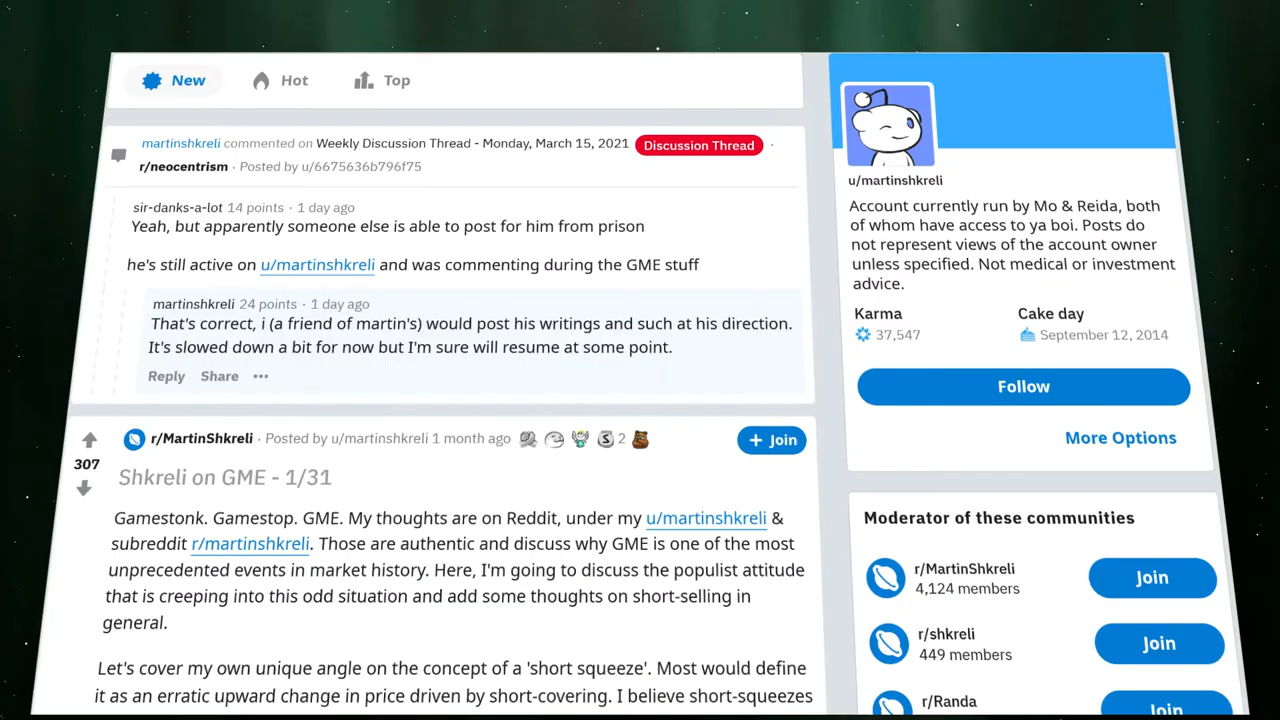 New Hot Top
martinshkreli commented on Weekly Discussion Thread - Monday, March 15, 2021 Discussion Thread ·
r/neocentrism · Posted by u/6675636b796f75
sir-danks-a-lot 14 points · 1 day ago
Yeah, but apparently someone else is able to post for him from prison
he's still active on u/martinshkreli and was commenting during the GME stuff
martinshkreli 24 points · 1 day ago
That's correct, i (a friend of martin's) would post his writings and such at his direction.
It's slowed down a bit for now but I'm sure will resume at some point.
Reply Share •••
307
r/MartinShkreli · Posted by u/martinshkreli 1 month ago S 2
+ Join
Shkreli on GME - 1/31
Gamestonk. Gamestop. GME. My thoughts are on Reddit, under my u/martinshkreli &
subreddit r/martinshkreli. Those are authentic and discuss why GME is one of the most
unprecedented events in market history. Here, I'm going to discuss the populist attitude
that is creeping into this odd situation and add some thoughts on short-selling in
general.
Let's cover my own unique angle on the concept of a 'short squeeze'. Most would define
it as an erratic upward change in price driven by short-covering. I believe short-squeezes
u/martinshkreli
Account currently run by Mo & Reida, both
of whom have access to ya boi. Posts do
not represent views of the account owner
unless specified. Not medical or investment
advice.
Karma Cake day
37,547 September 12, 2014
Follow
More Options
Moderator of these communities
r/MartinShkreli
4,124 members
Join
r/shkreli
449 members
Join
r/Randa
Join